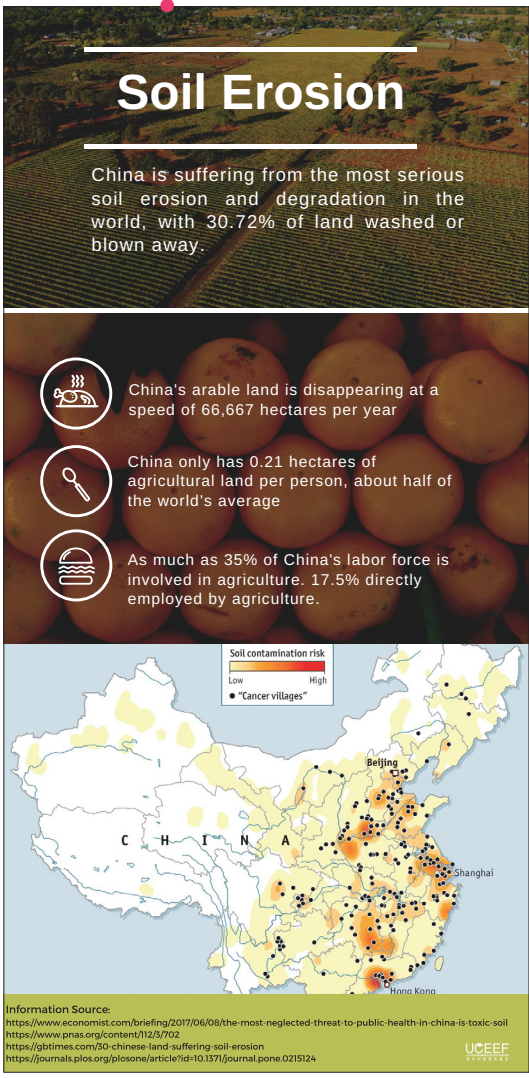 Soil Erosion
China is suffering from the most serious
soil erosion and degradation in the
world, with 30.72% of land washed or
blown away.
China's arable land is disappearing at a
speed of 66,667 hectares per year
China only has 0.21 hectares of
agricultural land per person, about half of
the world's average
As much as 35% of China's labor force is
involved in agriculture. 17.5% directly
employed by agriculture.
Soil contamination risk
Low High
"Cancer villages"
Beijing
C H I N A
Shanghai
Hong Kong
Information Source:
https://www.economist.com/briefing/2017/06/08/the-most-neglected-threat-to-public-health-in-china-is-toxic-soil
https://www.pnas.org/content/112/3/702
https://gbtimes.com/30-chinese-land-suffering-soil-erosion
https://journals.plos.org/plosone/article?id=10.1371/journal.pone.0215124
UCEEF